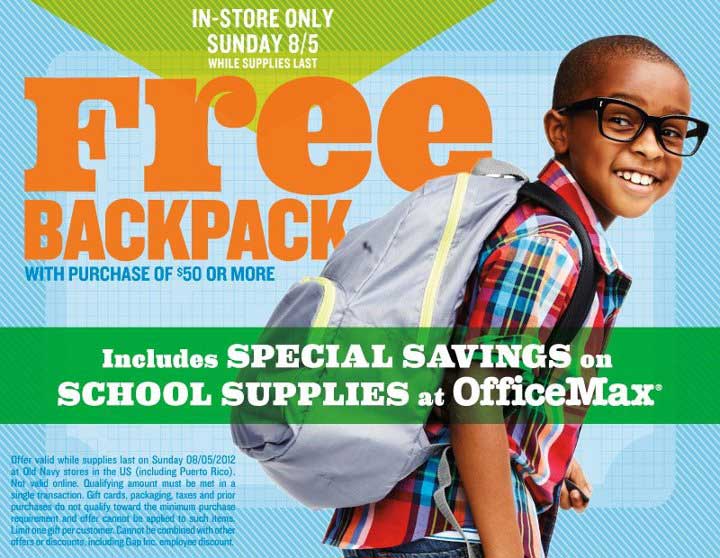 IN-STORE ONLY
SUNDAY 8/5
WHILE SUPPLIES LAST
Free
BACKPACK
WITH PURCHASE OF $50 OR MORE
Includes SPECIAL SAVINGS on
SCHOOL SUPPLIES at OfficeMax®
Offer valid while supplies last on Sunday 08/05/2012
at Old Navy stores in the US (including Puerto Rico).
Not valid online. Qualifying amount must be met in a
single transaction. Gift cards, packaging, taxes and prior
purchases do not qualify toward the minimum purchase
requirement and offer cannot be applied to such items.
Limit one gift per customer. Cannot be combined with other
offers or discounts, including Gap Inc. employee discount.